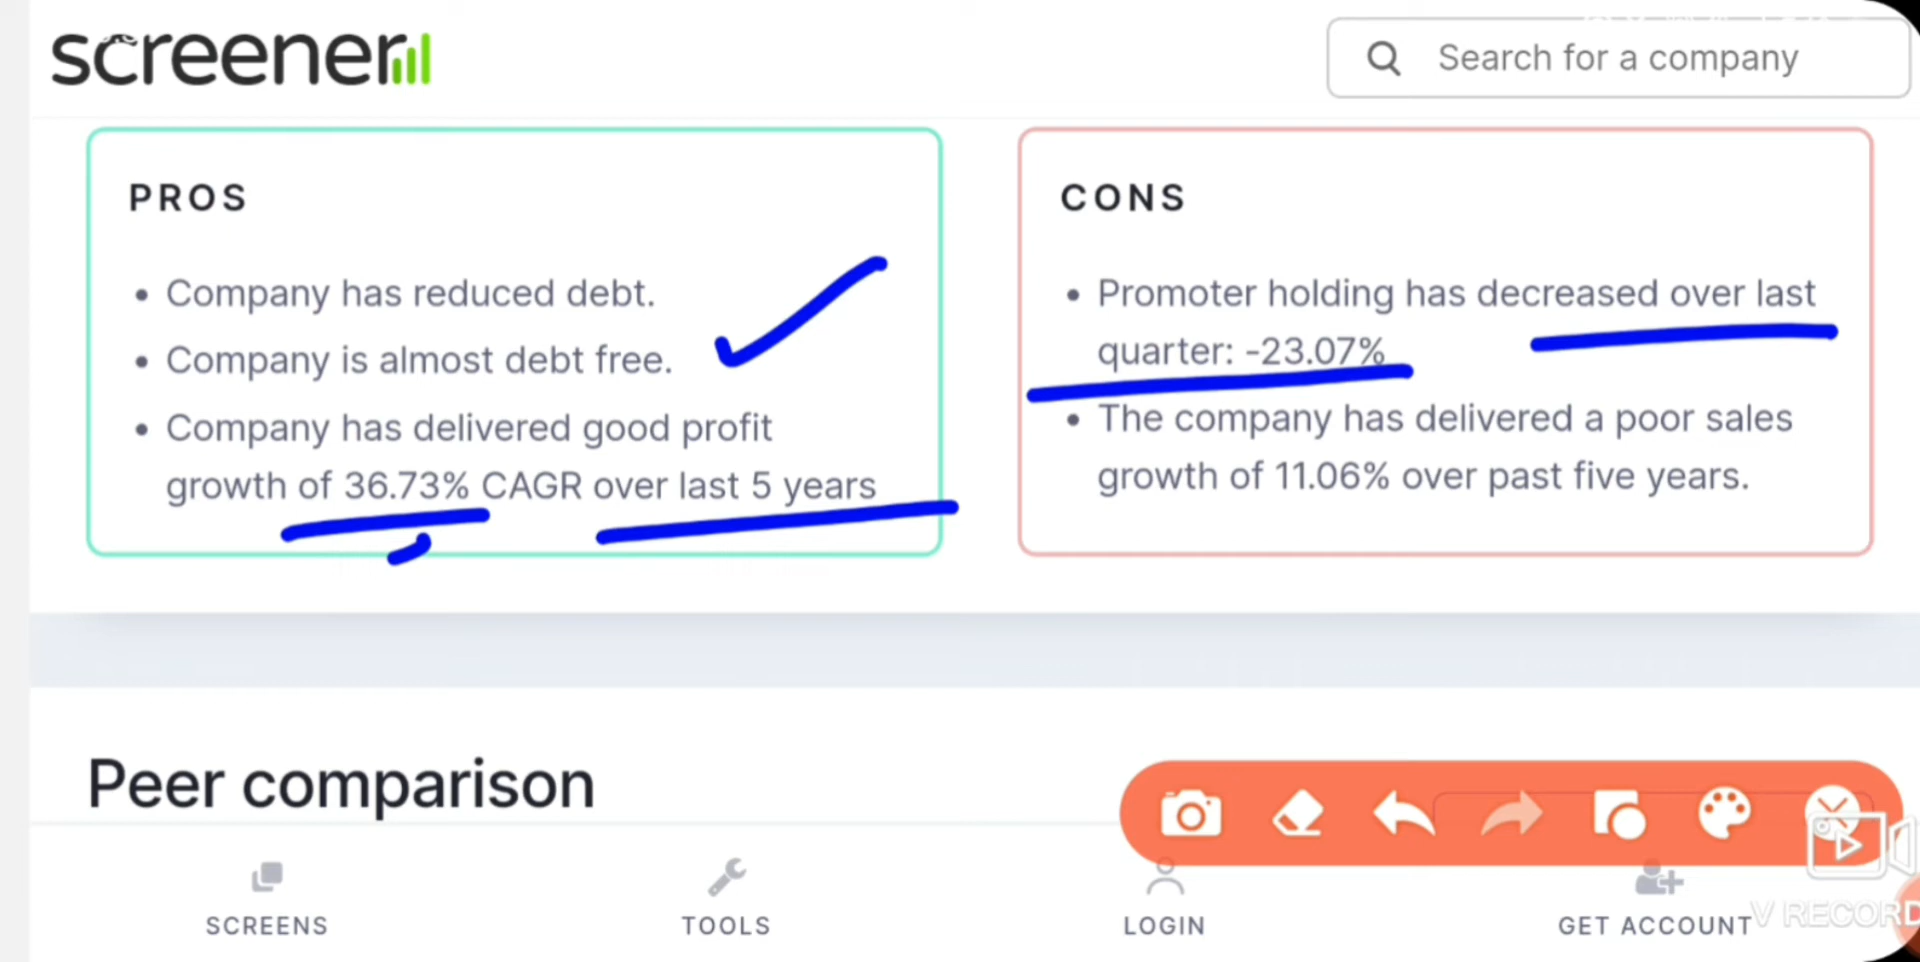 screener
Search for a company
PROS
Company has reduced debt.
Company is almost debt free.
Company has delivered good profit
growth of 36.73% CAGR over last 5 years
CONS
Promoter holding has decreased over last
quarter: -23.07%
The company has delivered a poor sales
growth of 11.06% over past five years.
Peer comparison
SCREENS
TOOLS
LOGIN
GET ACCOUNT
V RECORD